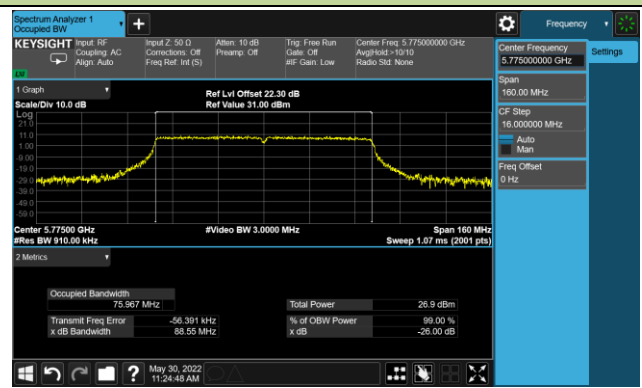 Spectrum Analyzer 1
Occupied BW
Frequency
KEYSIGHT
Input: RF
Coupling: AC
Align: Auto
Input Z: 50 Ω
Corrections: Off
Freq Ref: Int (S)
Atten: 10 dB
Preamp: Off
Trig: Free Run
Gate: Off
#IF Gain: Low
Center Freq: 5.775000000 GHz
Avg|Hold:>10/10
Radio Std: None
Center Frequency
5.775000000 GHz
Settings
Span
160.00 MHz
CF Step
16.000000 MHz
Auto
Man
Freq Offset
0 Hz
1 Graph
Scale/Div 10.0 dB
Ref Lvl Offset 22.30 dB
Ref Value 31.00 dBm
Log
21.0
11.0
1.00
-9.00
-19.0
-29.0
-39.0
-49.0
-59.0
Center 5.77500 GHz
#Res BW 910.00 kHz
#Video BW 3.0000 MHz
Span 160 MHz
Sweep 1.07 ms (2001 pts)
2 Metrics
Occupied Bandwidth
75.967 MHz
Total Power 26.9 dBm
Transmit Freq Error -56.391 kHz
% of OBW Power 99.00 %
x dB Bandwidth 88.55 MHz
x dB -26.00 dB
May 30, 2022
11:24:48 AM